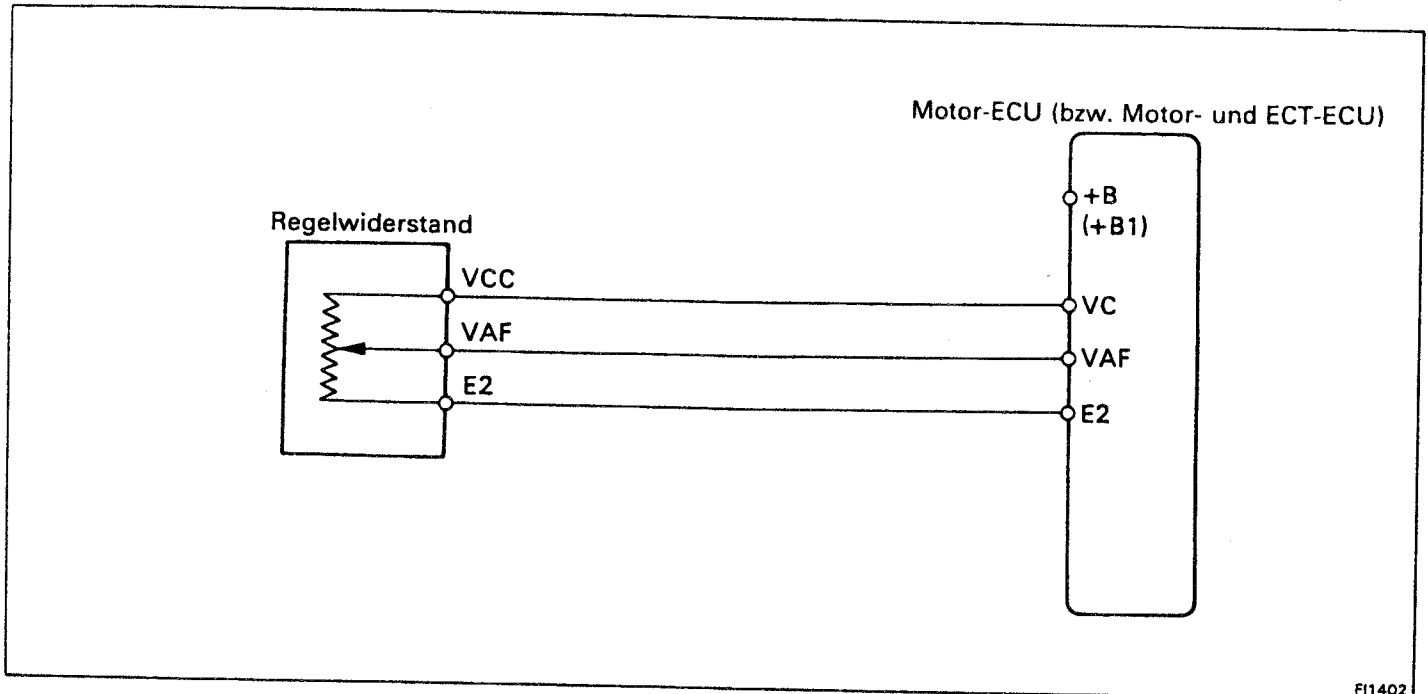 Motor-ECU (bzw. Motor- und ECT-ECU)
+B
(+B1)
Regelwiderstand
VCC
VC
VAF
VAF
E2
E2
FI1402